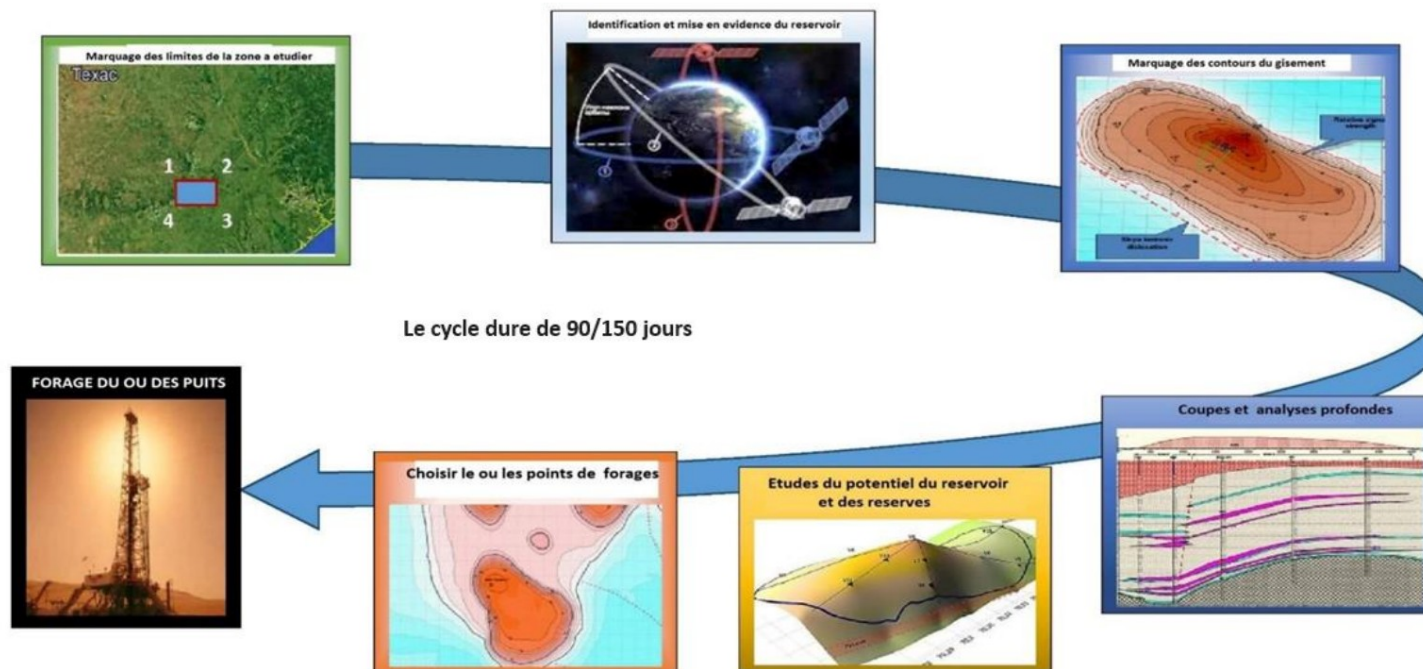 Marquage des limites de la zone a etudier
Texac
1 2
4 3
Identification et mise en evidence du reservoir
Marquage des contours du gisement
Le cycle dure de 90/150 jours
Coupes et analyses profondes
Etudes du potentiel du reservoir
et des reserves
Choisir le ou les points de forages
FORAGE DU OU DES PUITS